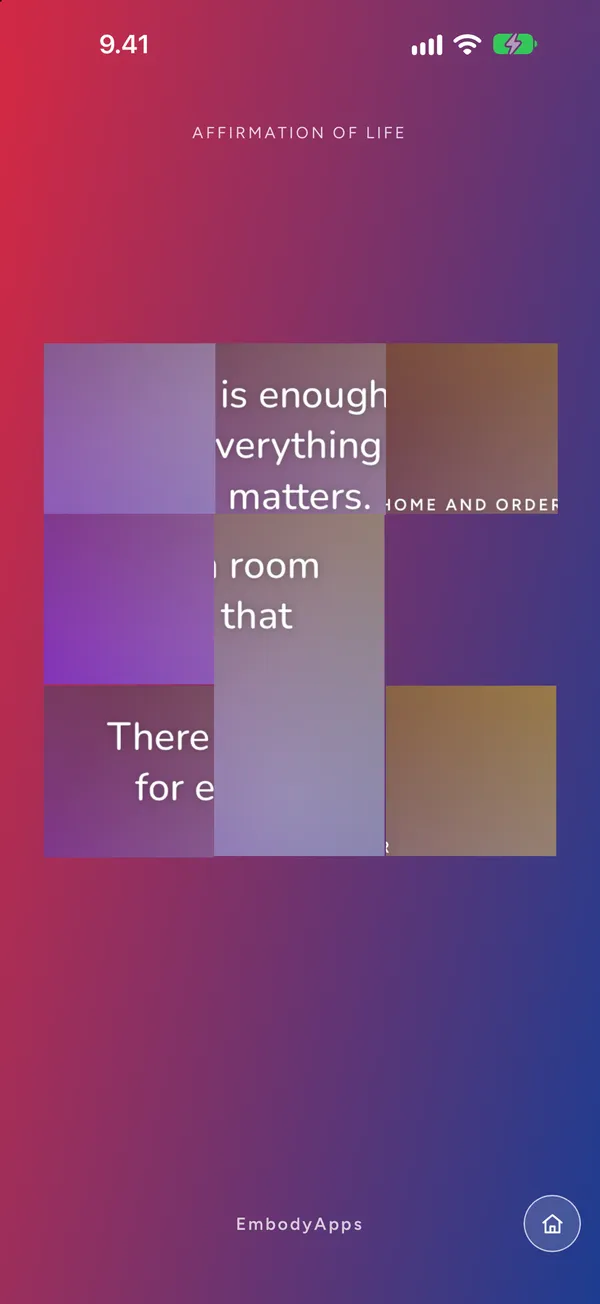 9.41
AFFIRMATION OF LIFE
is enough
verything
matters.
HOME AND ORDER
room
that
There
for e
R
EmbodyApps